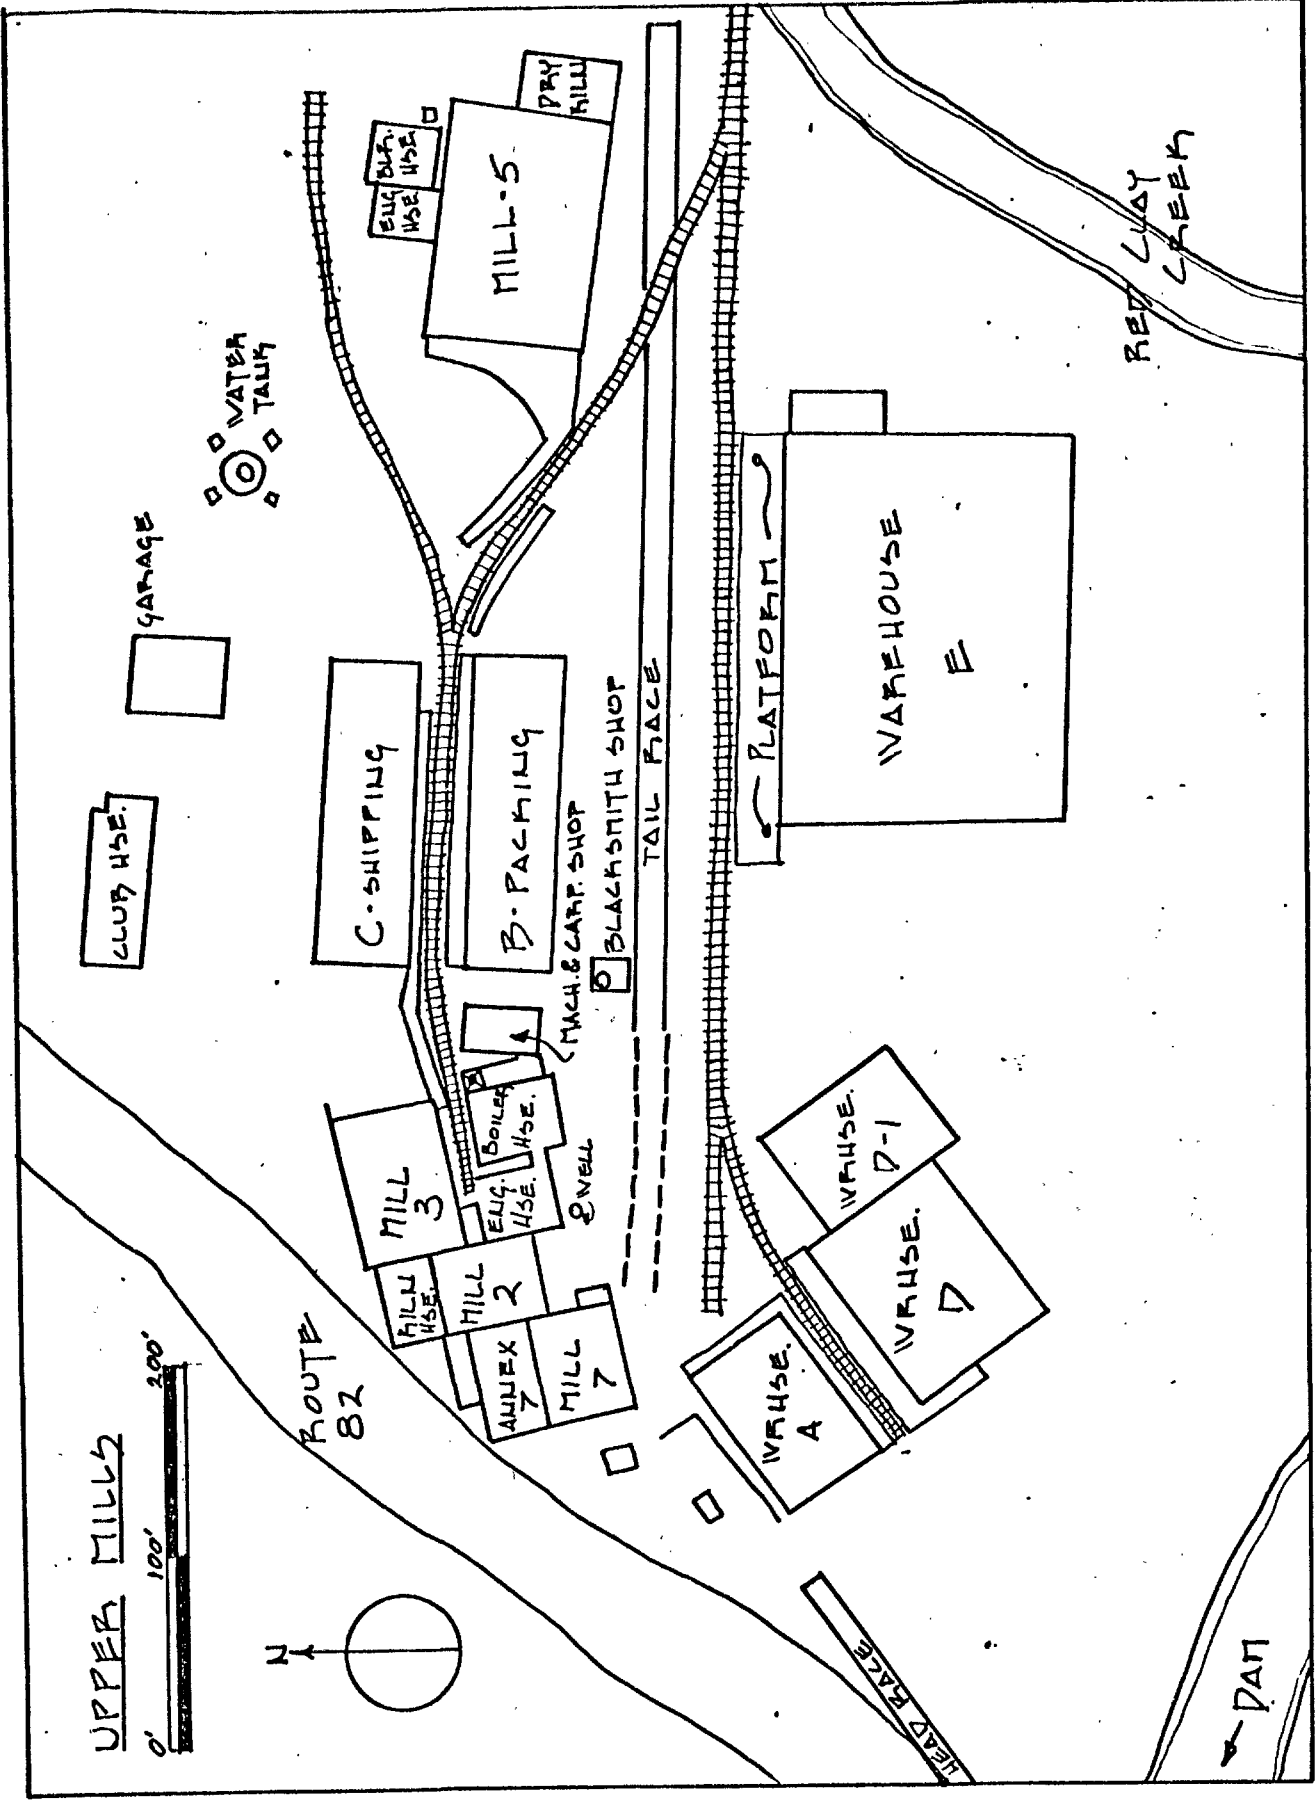 UPPER MILLS
0' 100' 200'
N
ROUTE
82
CLUB HSE.
GARAGE
WATER
TANK
ENG.
HSE.
BLR.
HSE.
DRY
KILN
MILL-5
C-SHIPPING
B-PACKING
MACH. & CARP. SHOP
BLACKSMITH SHOP
TAIL RACE
MILL
3
BOILER
HSE.
ENG.
HSE.
WELL
KILN
HSE.
MILL
2
ANNEX
7
MILL
7
PLATFORM
WAREHOUSE
E
WRHSE.
D-1
WRHSE.
D
WRHSE.
A
HEAD RACE
DAM
RED CLAY
CREEK